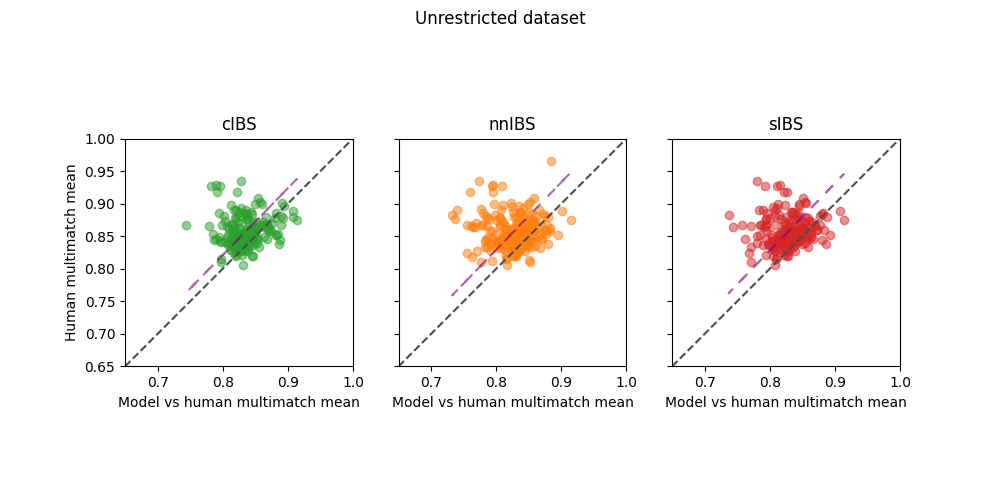 Unrestricted dataset
cIBS
nnIBS
sIBS
Human multimatch mean
1.00
0.95
0.90
0.85
0.80
0.75
0.70
0.65
0.7 0.8 0.9 1.0
0.7 0.8 0.9 1.0
0.7 0.8 0.9 1.0
Model vs human multimatch mean
Model vs human multimatch mean
Model vs human multimatch mean